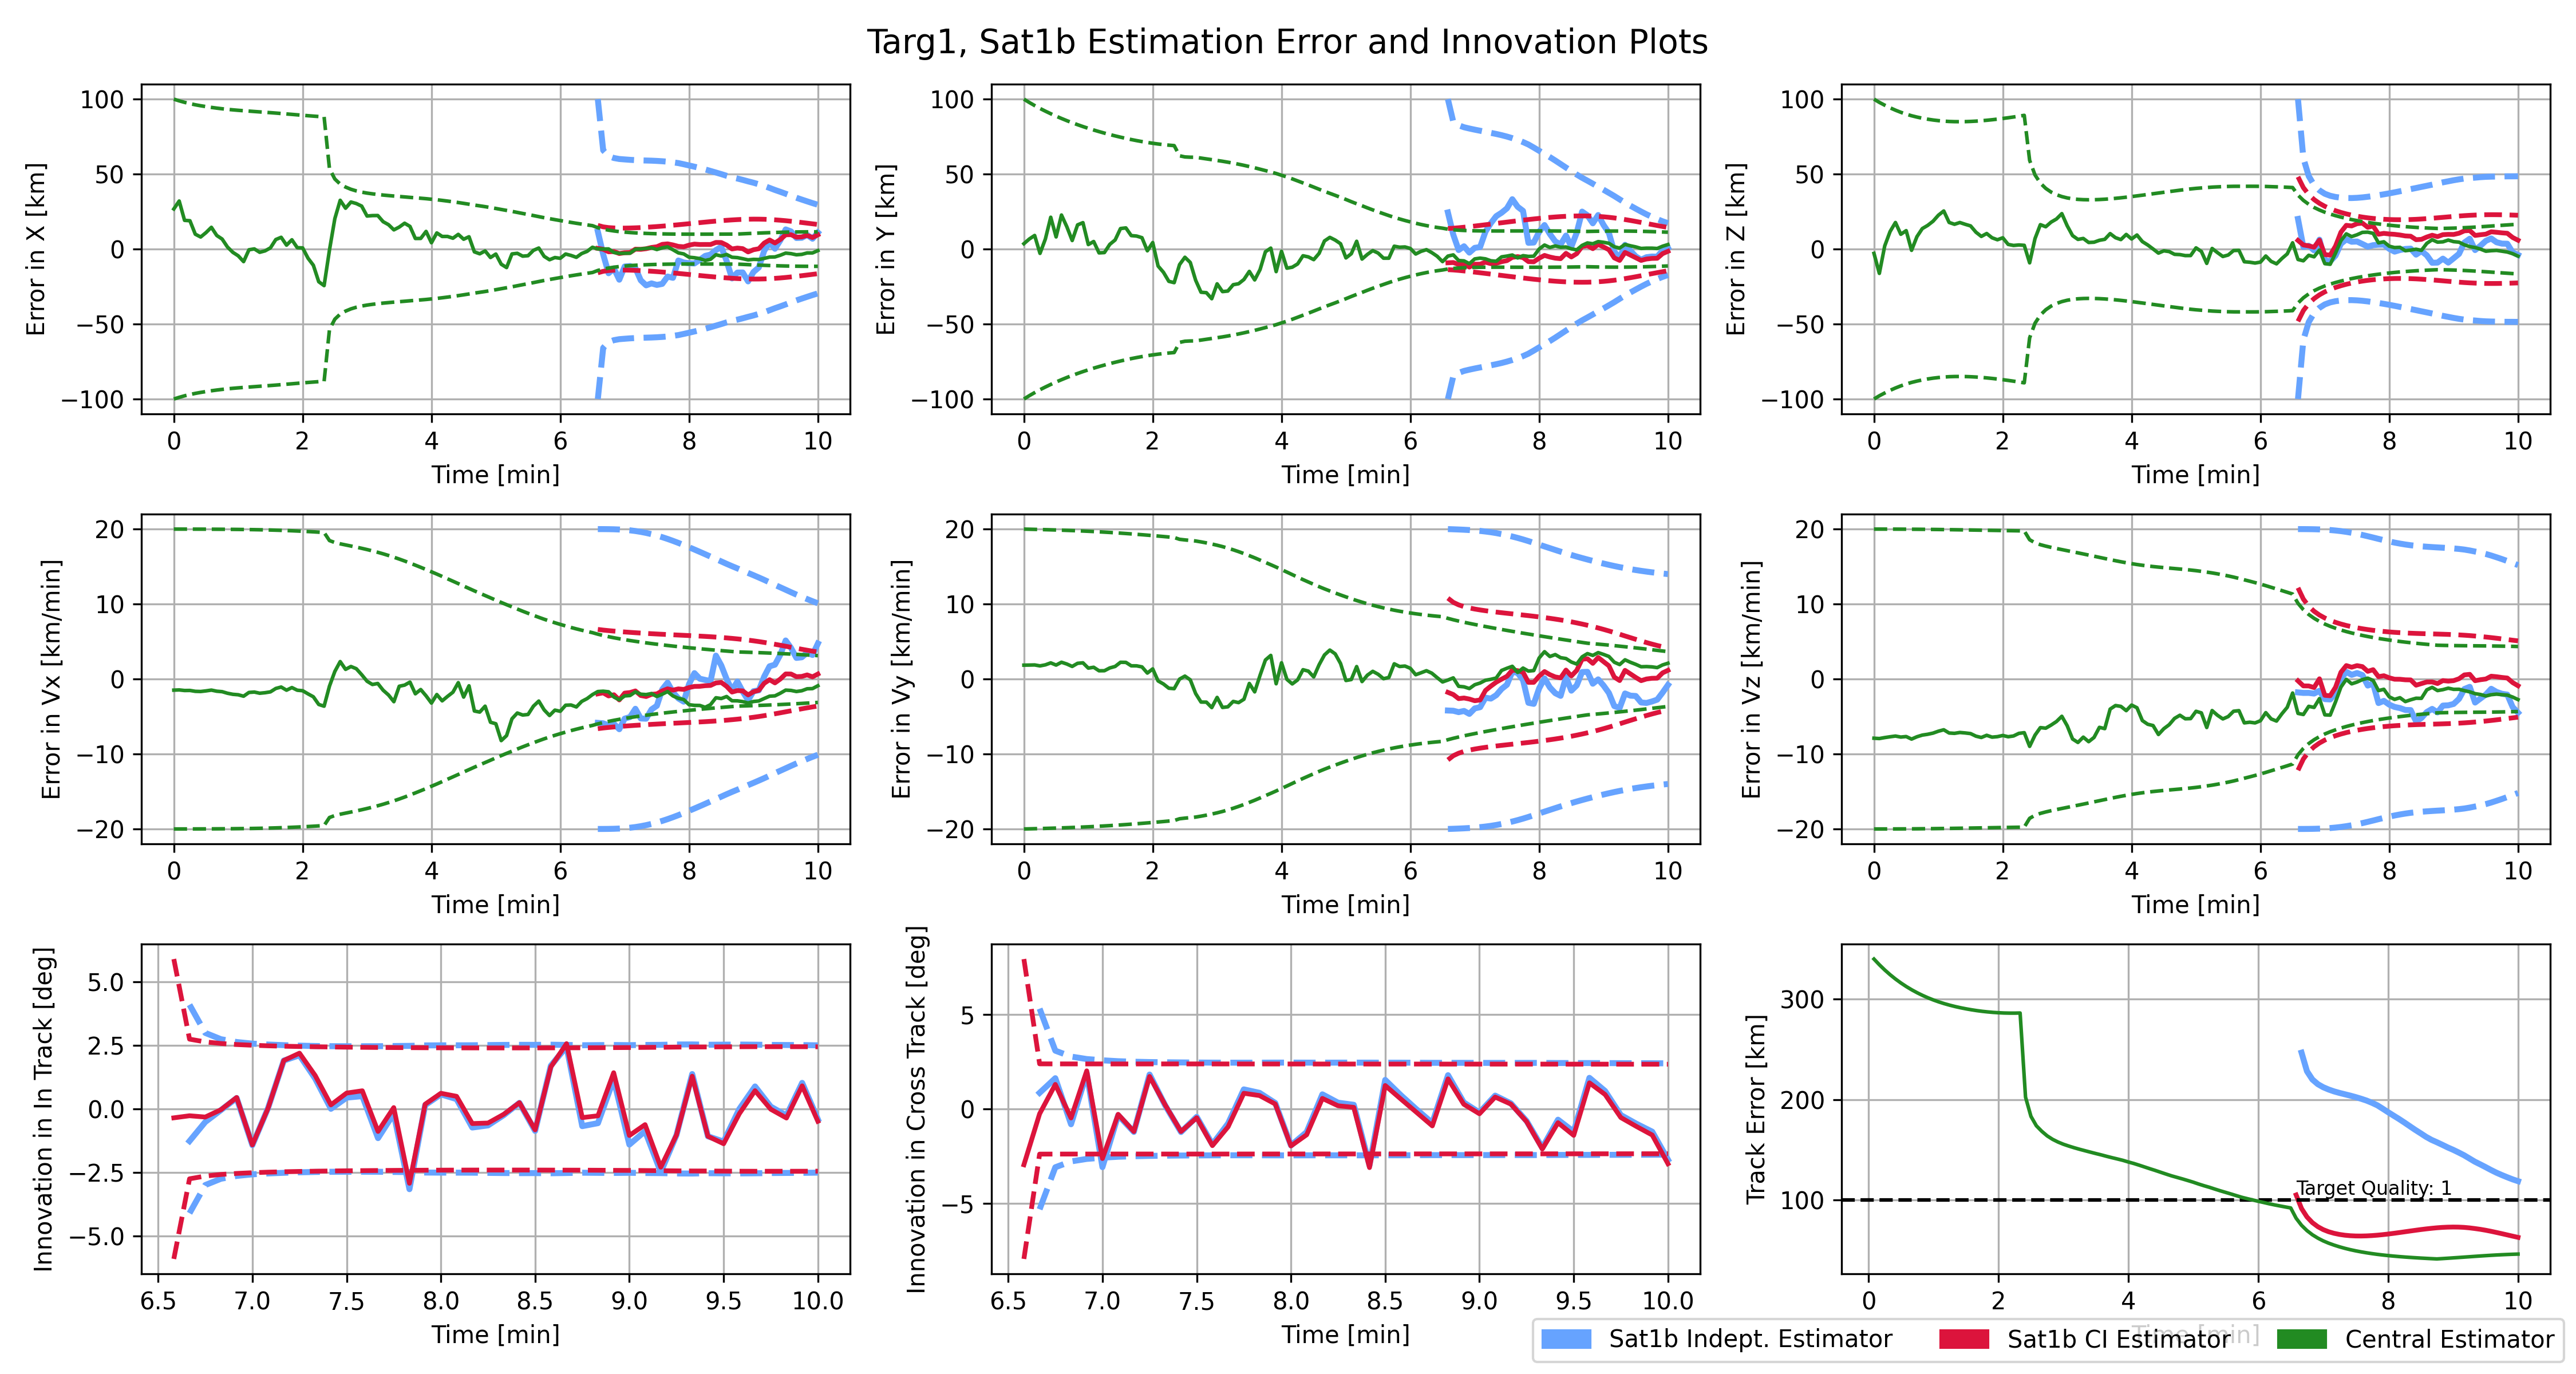 Targ1, Sat1b Estimation Error and Innovation Plots
Error in X [km]
100
50
0
−50
−100
0 2 4 6 8 10
Time [min]
Error in Y [km]
100
50
0
−50
−100
0 2 4 6 8 10
Time [min]
Error in Z [km]
100
50
0
−50
−100
0 2 4 6 8 10
Time [min]
Error in Vx [km/min]
20
10
0
−10
−20
0 2 4 6 8 10
Time [min]
Error in Vy [km/min]
20
10
0
−10
−20
0 2 4 6 8 10
Time [min]
Error in Vz [km/min]
20
10
0
−10
−20
0 2 4 6 8 10
Time [min]
Innovation in In Track [deg]
5.0
2.5
0.0
−2.5
−5.0
6.5 7.0 7.5 8.0 8.5 9.0 9.5 10.0
Time [min]
Innovation in Cross Track [deg]
5
0
−5
6.5 7.0 7.5 8.0 8.5 9.0 9.5 10.0
Time [min]
Track Error [km]
300
200
100
Target Quality: 1
0 2 4 6 8 10
Time [min]
Sat1b Indept. Estimator Sat1b CI Estimator Central Estimator